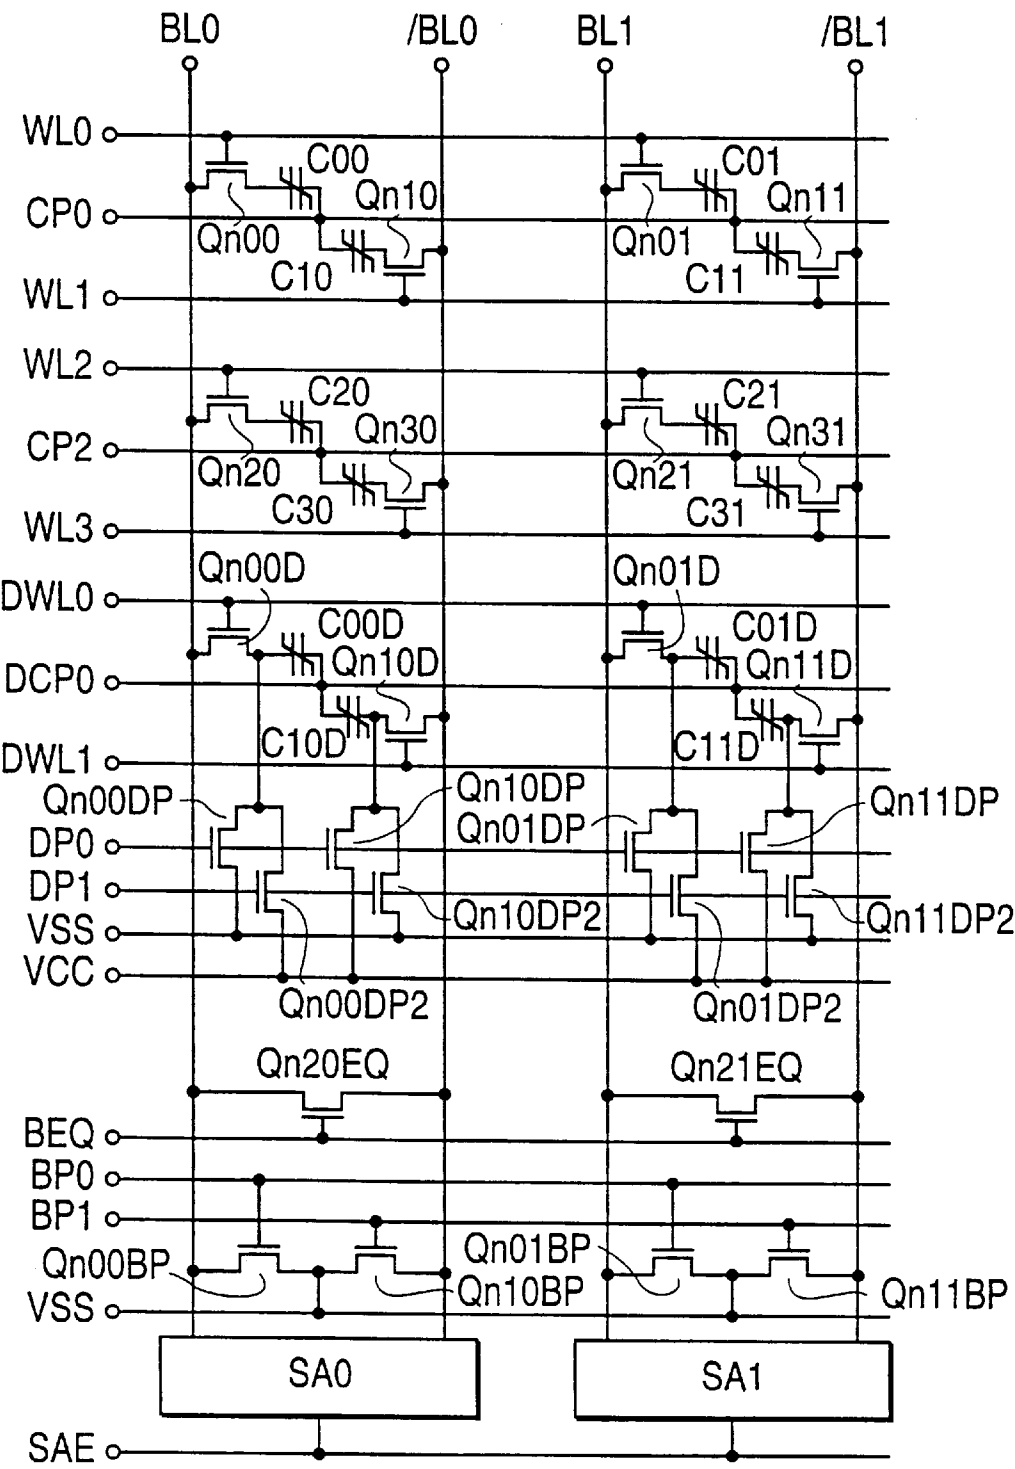 BL0 /BL0 BL1 /BL1
WL0
C00 C01
Qn10 Qn11
CP0
Qn00 Qn01
C10 C11
WL1
WL2
C20 C21
Qn30 Qn31
CP2
Qn20 Qn21
C30 C31
WL3
Qn00D Qn01D
DWL0
C00D C01D
Qn10D Qn11D
DCP0
C10D C11D
DWL1
Qn00DP Qn10DP Qn01DP Qn11DP
DP0
DP1
Qn10DP2 Qn11DP2
VSS
VCC
Qn00DP2 Qn01DP2
Qn20EQ Qn21EQ
BEQ
BP0
BP1
Qn00BP Qn10BP Qn01BP Qn11BP
VSS
SA0 SA1
SAE